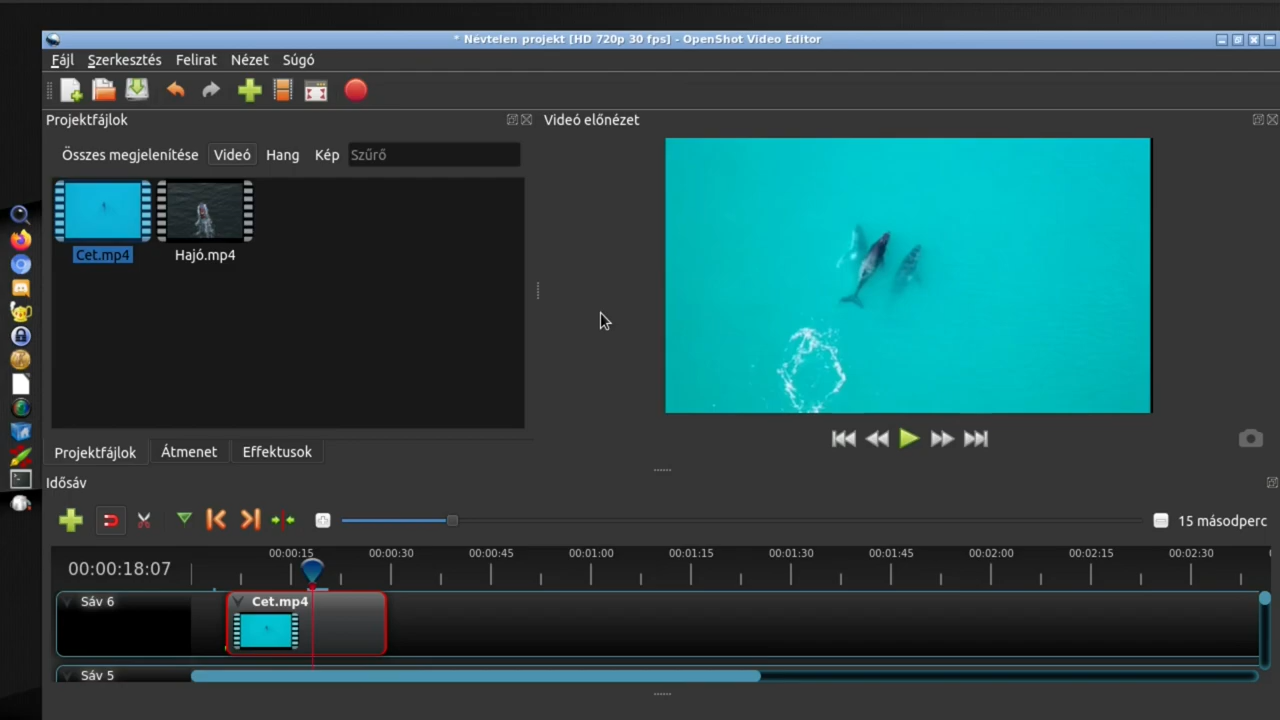 * Névtelen projekt [HD 720p 30 fps] - OpenShot Video Editor
Fájl Szerkesztés Felirat Nézet Súgó
Projektfájlok
Videó előnézet
Összes megjelenítése Videó Hang Kép Szűrő
Cet.mp4 Hajó.mp4
Projektfájlok Átmenet Effektusok
Idősáv
15 másodperc
00:00:15 00:00:30 00:00:45 00:01:00 00:01:15 00:01:30 00:01:45 00:02:00 00:02:15 00:02:30
00:00:18:07
Sáv 6 Cet.mp4
Sáv 5